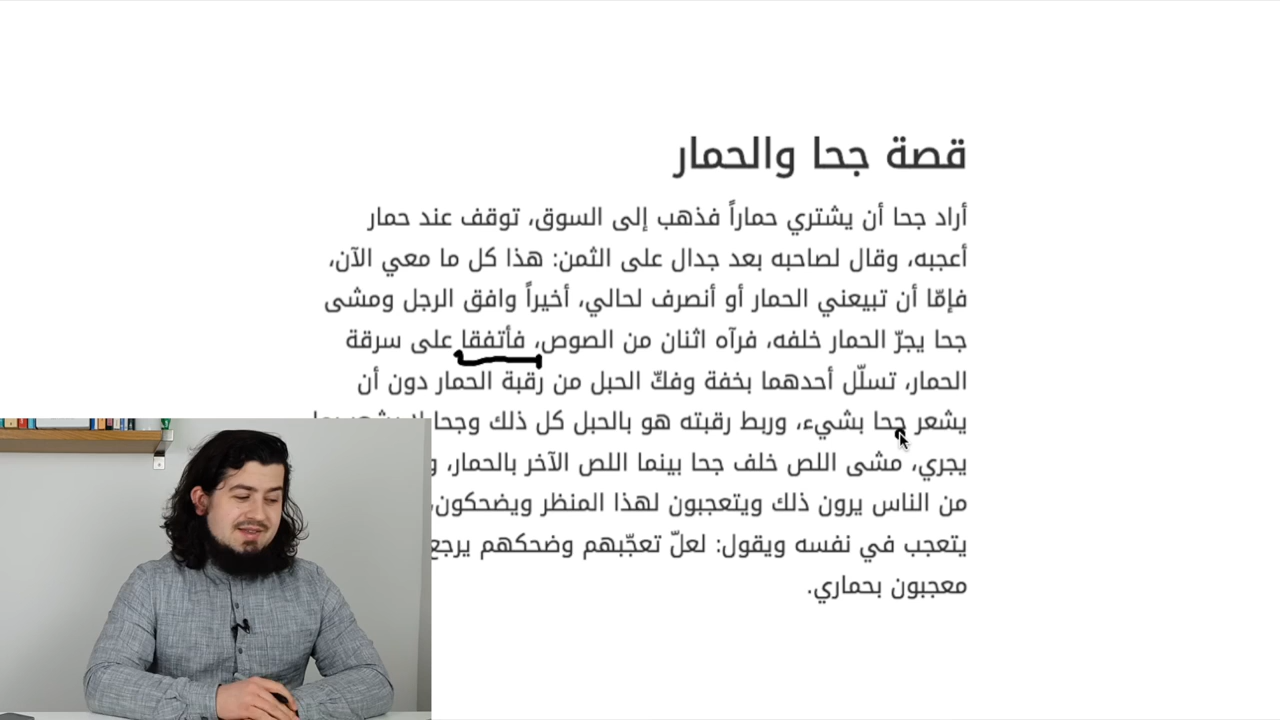 قصة جحا والحمار
أراد جحا أن يشتري حماراً فذهب إلى السوق، توقف عند حمار
أعجبه، وقال لصاحبه بعد جدال على الثمن: هذا كل ما معي الآن،
فإمّا أن تبيعني الحمار أو أنصرف لحالي، أخيراً وافق الرجل ومشى
جحا يجرّ الحمار خلفه، فرآه اثنان من الصوص، فأتفقا على سرقة
الحمار، تسلّل أحدهما بخفة وفكّ الحبل من رقبة الحمار دون أن
يشعر جحا بشيء، وربط رقبته هو بالحبل كل ذلك وجحا
يجري، مشى اللص خلف جحا بينما اللص الآخر بالحمار،
من الناس يرون ذلك ويتعجبون لهذا المنظر ويضحكون،
يتعجب في نفسه ويقول: لعلّ تعجّبهم وضحكهم
معجبون بحماري.